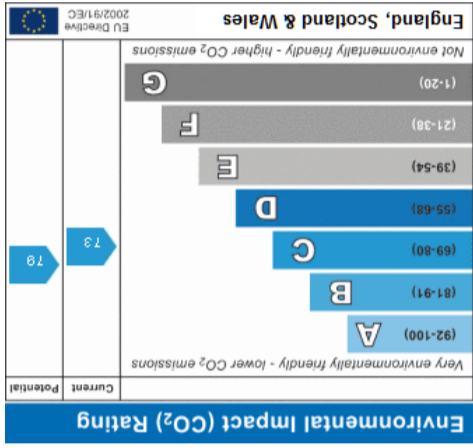 Environmental Impact (CO₂) Rating
Current Potential
Very environmentally friendly - lower CO₂ emissions
(92-100) A
(81-91) B
(69-80) C
(55-68) D
(39-54) E
(21-38) F
(1-20) G
73
79
Not environmentally friendly - higher CO₂ emissions
England, Scotland & Wales
EU Directive
2002/91/EC